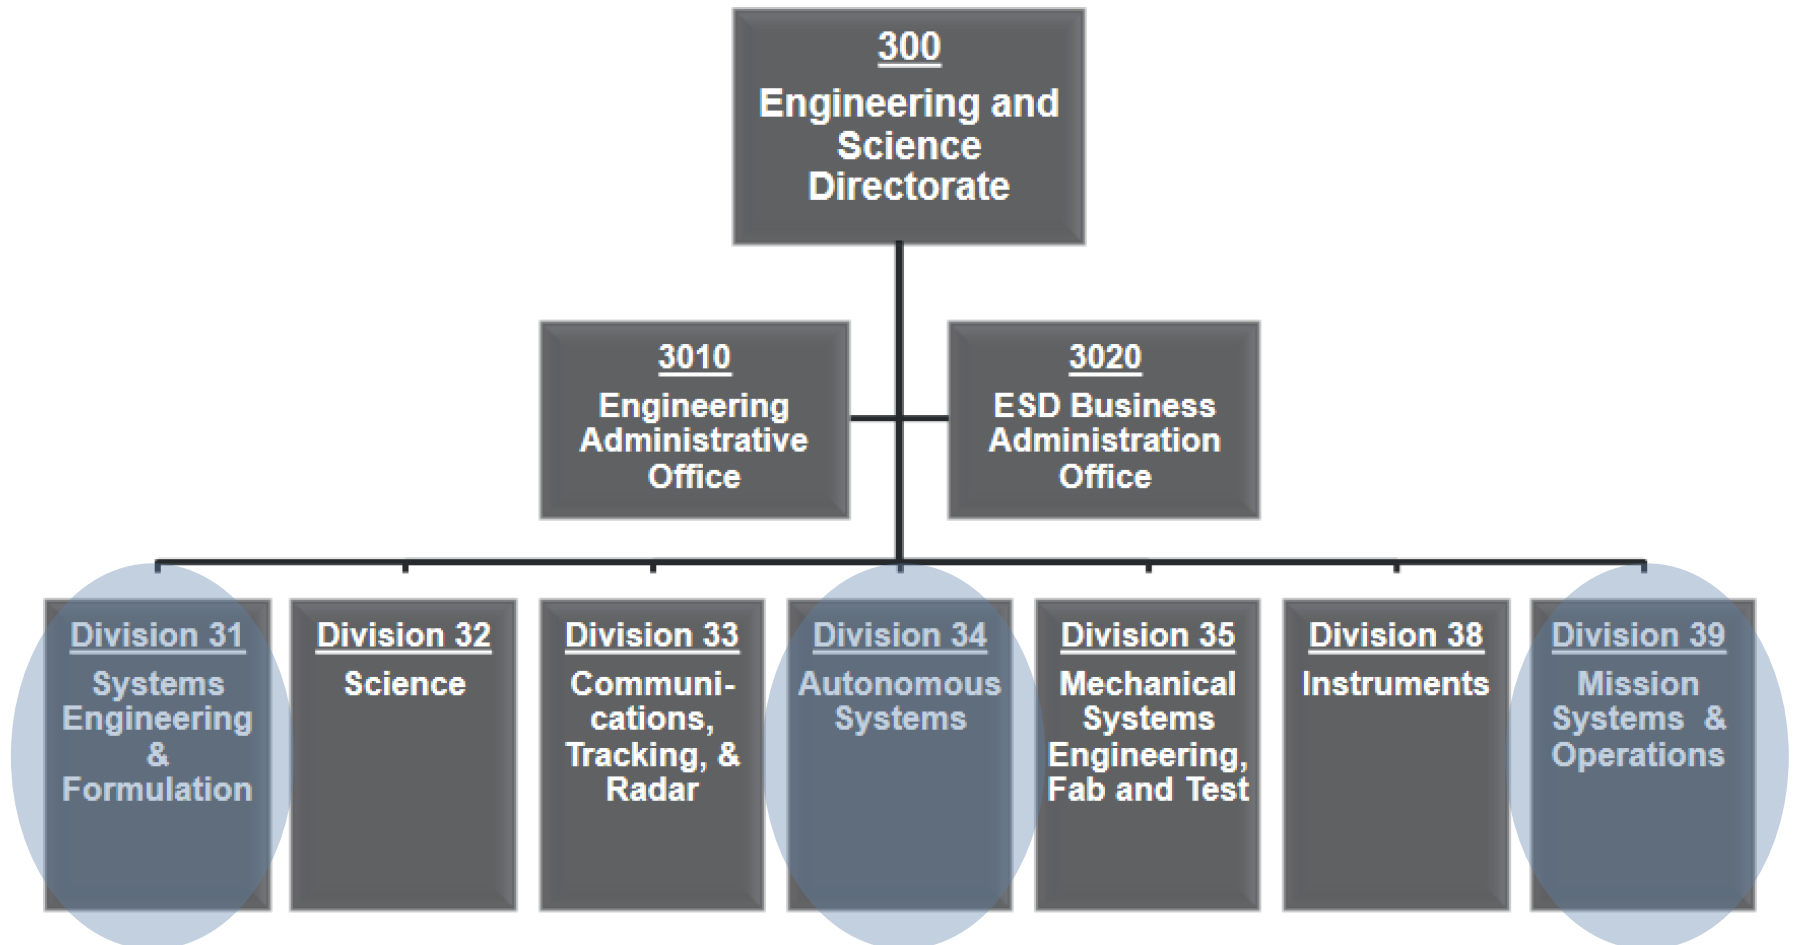 300
Engineering and
Science
Directorate
3010
Engineering
Administrative
Office
3020
ESD Business
Administration
Office
Division 31
Systems
Engineering
&
Formulation
Division 32
Science
Division 33
Communi-
cations,
Tracking, &
Radar
Division 34
Autonomous
Systems
Division 35
Mechanical
Systems
Engineering,
Fab and Test
Division 38
Instruments
Division 39
Mission
Systems &
Operations